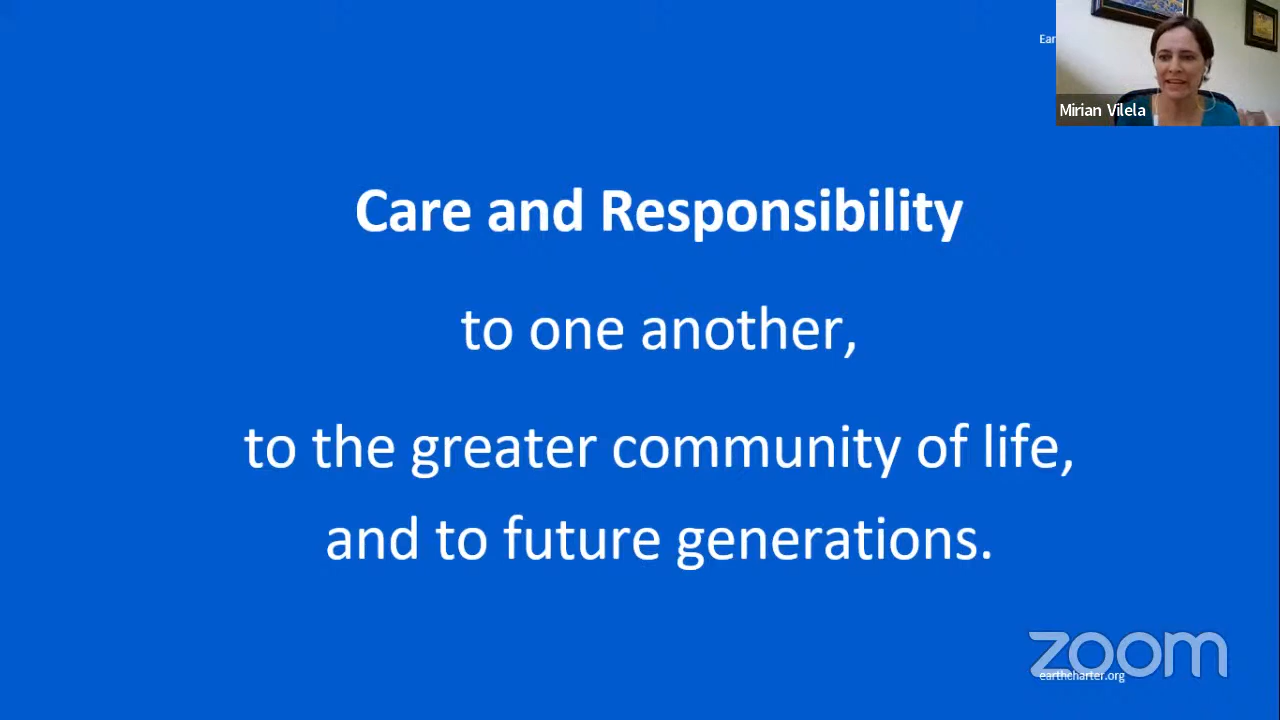 Mirian Vilela
Care and Responsibility
to one another,
to the greater community of life,
and to future generations.
zoom
earthcharter.org